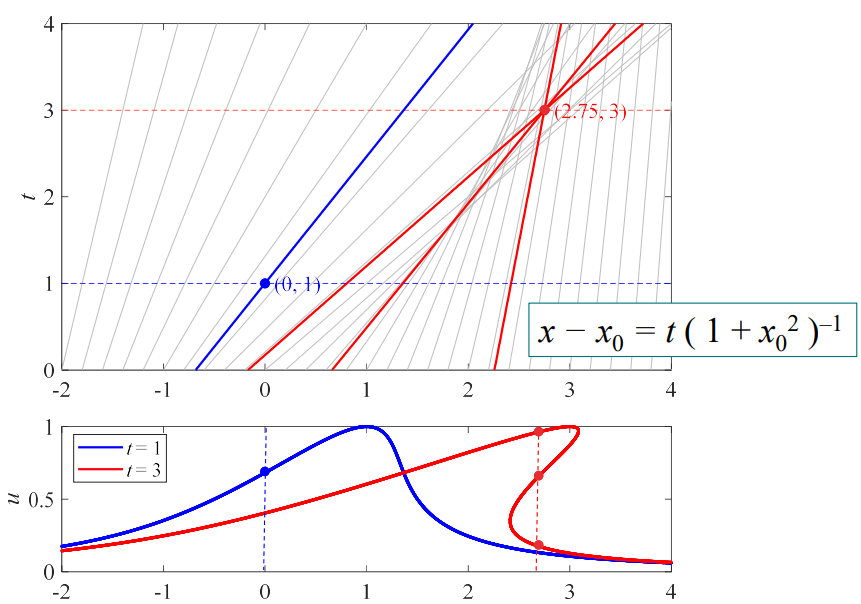 4
3
(2.75, 3)
t
2
1
(0, 1)
x − x₀ = t ( 1 + x₀² )⁻¹
0
-2 -1 0 1 2 3 4
1
t = 1
t = 3
u
0.5
0
-2 -1 0 1 2 3 4